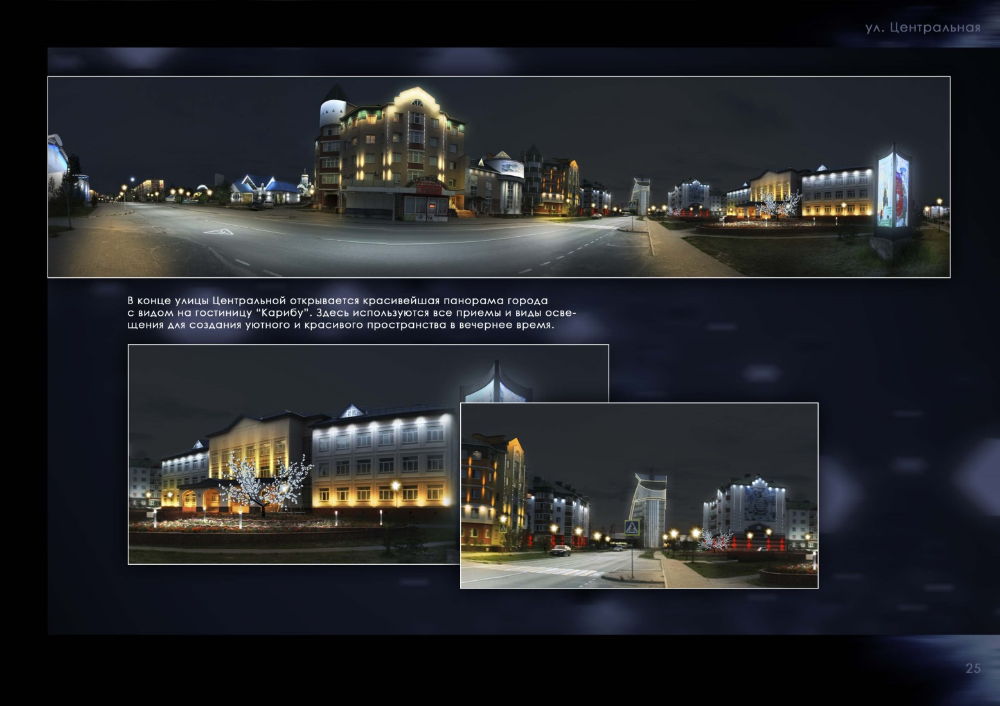 ул. Центральная
В конце улицы Центральной открывается красивейшая панорама города
с видом на гостиницу “Карибу”. Здесь используются все приемы и виды осве-
щения для создания уютного и красивого пространства в вечернее время.
25